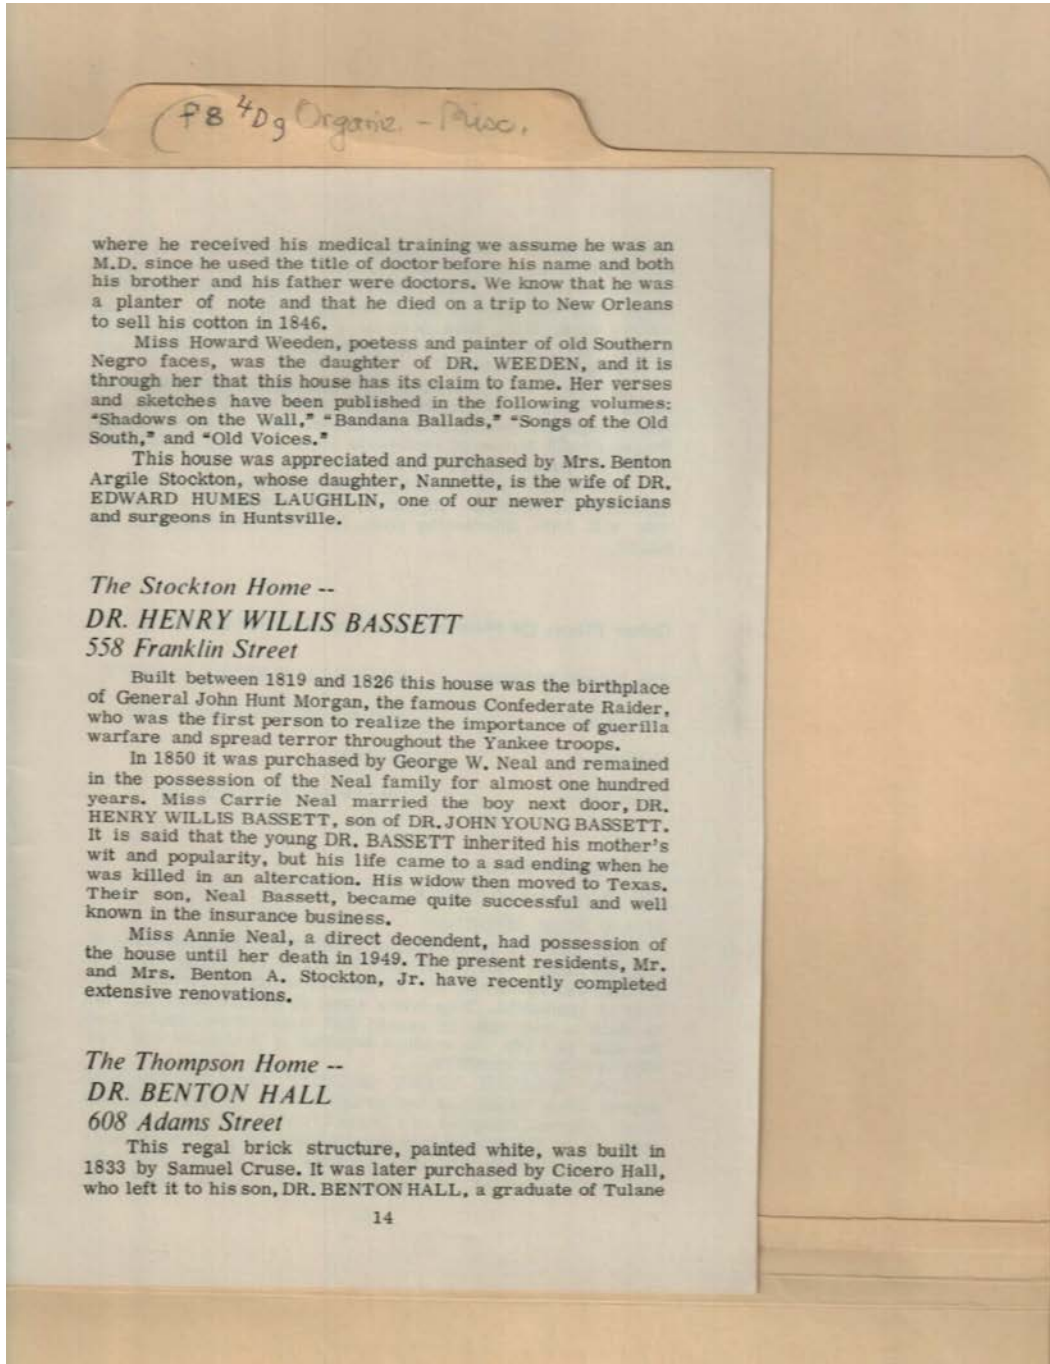 P8 4Dg Organiz. - Misc.
where he received his medical training we assume he was an
M.D. since he used the title of doctor before his name and both
his brother and his father were doctors. We know that he was
a planter of note and that he died on a trip to New Orleans
to sell his cotton in 1846.
Miss Howard Weeden, poetess and painter of old Southern
Negro faces, was the daughter of DR. WEEDEN, and it is
through her that this house has its claim to fame. Her verses
and sketches have been published in the following volumes:
"Shadows on the Wall," "Bandana Ballads," "Songs of the Old
South," and "Old Voices."
This house was appreciated and purchased by Mrs. Benton
Argile Stockton, whose daughter, Nannette, is the wife of DR.
EDWARD HUMES LAUGHLIN, one of our newer physicians
and surgeons in Huntsville.
The Stockton Home --
DR. HENRY WILLIS BASSETT
558 Franklin Street
Built between 1819 and 1826 this house was the birthplace
of General John Hunt Morgan, the famous Confederate Raider,
who was the first person to realize the importance of guerilla
warfare and spread terror throughout the Yankee troops.
In 1850 it was purchased by George W. Neal and remained
in the possession of the Neal family for almost one hundred
years. Miss Carrie Neal married the boy next door, DR.
HENRY WILLIS BASSETT, son of DR. JOHN YOUNG BASSETT.
It is said that the young DR. BASSETT inherited his mother's
wit and popularity, but his life came to a sad ending when he
was killed in an altercation. His widow then moved to Texas.
Their son, Neal Bassett, became quite successful and well
known in the insurance business.
Miss Annie Neal, a direct decendent, had possession of
the house until her death in 1949. The present residents, Mr.
and Mrs. Benton A. Stockton, Jr. have recently completed
extensive renovations.
The Thompson Home --
DR. BENTON HALL
608 Adams Street
This regal brick structure, painted white, was built in
1833 by Samuel Cruse. It was later purchased by Cicero Hall,
who left it to his son, DR. BENTON HALL, a graduate of Tulane
14